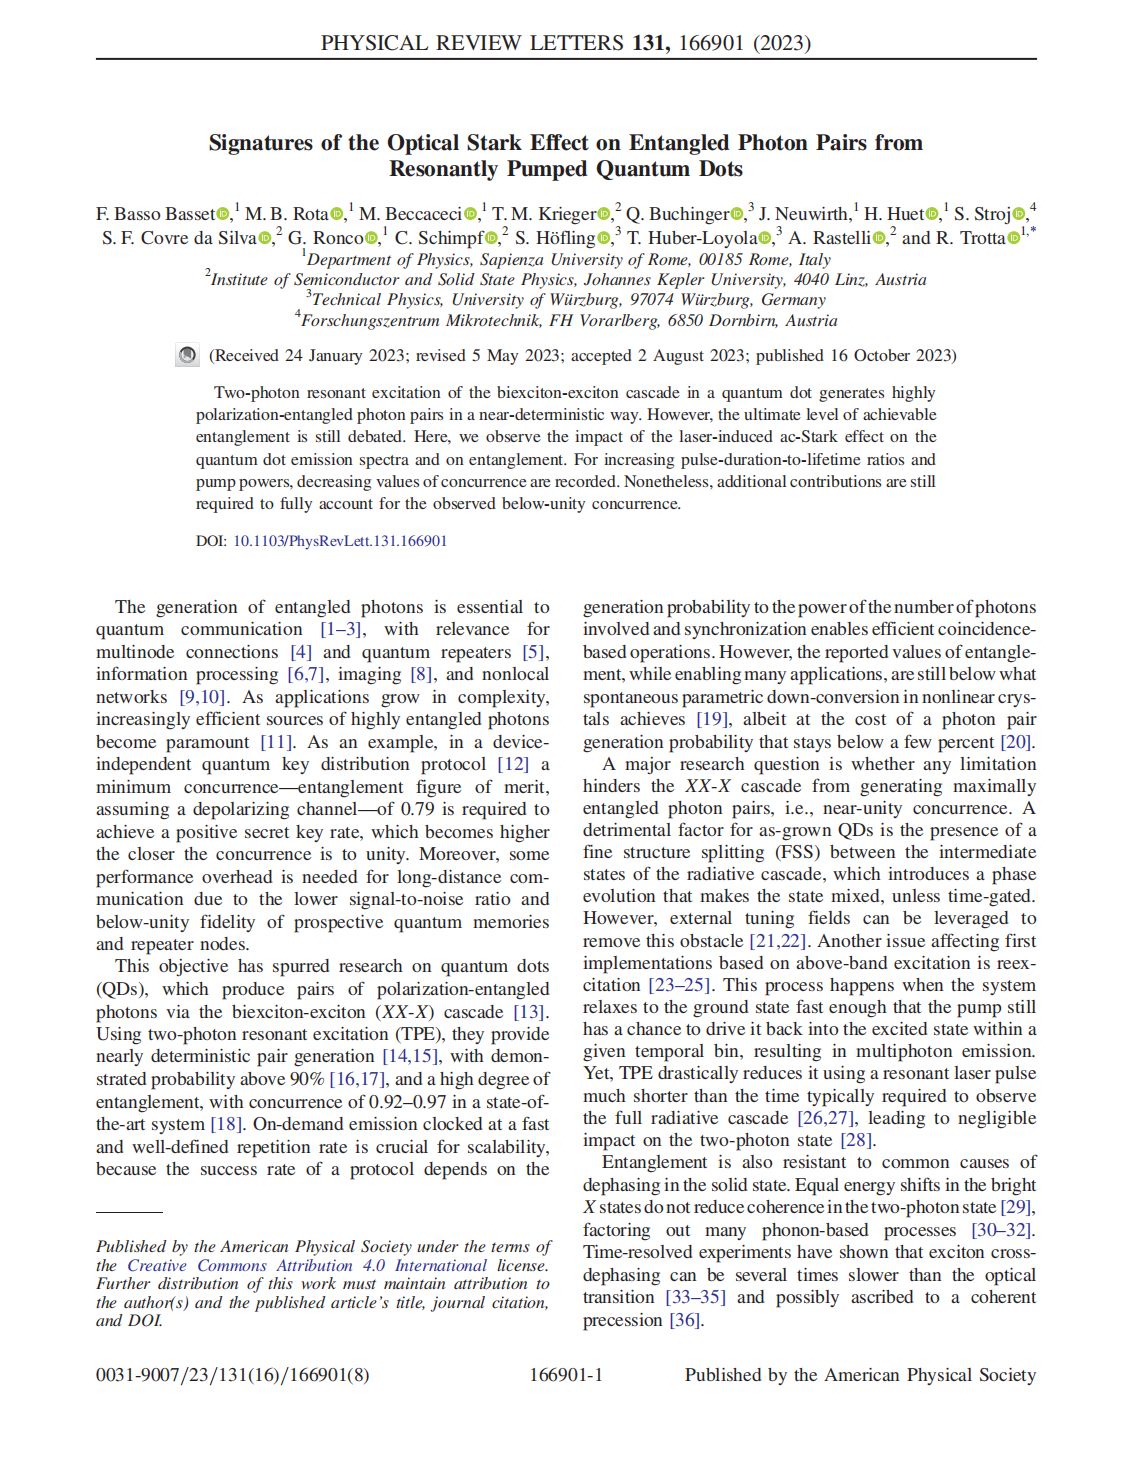 PHYSICAL REVIEW LETTERS 131, 166901 (2023)
Signatures of the Optical Stark Effect on Entangled Photon Pairs from
Resonantly Pumped Quantum Dots
F. Basso Basset,1 M. B. Rota,1 M. Beccaceci,1 T. M. Krieger,2 Q. Buchinger,3 J. Neuwirth,1 H. Huet,1 S. Stroj,4
S. F. Covre da Silva,2 G. Ronco,1 C. Schimpf,2 S. Höfling,3 T. Huber-Loyola,3 A. Rastelli,2 and R. Trotta1,*
1Department of Physics, Sapienza University of Rome, 00185 Rome, Italy
2Institute of Semiconductor and Solid State Physics, Johannes Kepler University, 4040 Linz, Austria
3Technical Physics, University of Würzburg, 97074 Würzburg, Germany
4Forschungszentrum Mikrotechnik, FH Vorarlberg, 6850 Dornbirn, Austria
(Received 24 January 2023; revised 5 May 2023; accepted 2 August 2023; published 16 October 2023)
Two-photon resonant excitation of the biexciton-exciton cascade in a quantum dot generates highly
polarization-entangled photon pairs in a near-deterministic way. However, the ultimate level of achievable
entanglement is still debated. Here, we observe the impact of the laser-induced ac-Stark effect on the
quantum dot emission spectra and on entanglement. For increasing pulse-duration-to-lifetime ratios and
pump powers, decreasing values of concurrence are recorded. Nonetheless, additional contributions are still
required to fully account for the observed below-unity concurrence.
DOI: 10.1103/PhysRevLett.131.166901
The generation of entangled photons is essential to
quantum communication [1–3], with relevance for
multinode connections [4] and quantum repeaters [5],
information processing [6,7], imaging [8], and nonlocal
networks [9,10]. As applications grow in complexity,
increasingly efficient sources of highly entangled photons
become paramount [11]. As an example, in a device-
independent quantum key distribution protocol [12] a
minimum concurrence—entanglement figure of merit,
assuming a depolarizing channel—of 0.79 is required to
achieve a positive secret key rate, which becomes higher
the closer the concurrence is to unity. Moreover, some
performance overhead is needed for long-distance com-
munication due to the lower signal-to-noise ratio and
below-unity fidelity of prospective quantum memories
and repeater nodes.
This objective has spurred research on quantum dots
(QDs), which produce pairs of polarization-entangled
photons via the biexciton-exciton (XX-X) cascade [13].
Using two-photon resonant excitation (TPE), they provide
nearly deterministic pair generation [14,15], with demon-
strated probability above 90% [16,17], and a high degree of
entanglement, with concurrence of 0.92–0.97 in a state-of-
the-art system [18]. On-demand emission clocked at a fast
and well-defined repetition rate is crucial for scalability,
because the success rate of a protocol depends on the
Published by the American Physical Society under the terms of
the Creative Commons Attribution 4.0 International license.
Further distribution of this work must maintain attribution to
the author(s) and the published article's title, journal citation,
and DOI.
generation probability to the power of the number of photons
involved and synchronization enables efficient coincidence-
based operations. However, the reported values of entangle-
ment, while enabling many applications, are still below what
spontaneous parametric down-conversion in nonlinear crys-
tals achieves [19], albeit at the cost of a photon pair
generation probability that stays below a few percent [20].
A major research question is whether any limitation
hinders the XX-X cascade from generating maximally
entangled photon pairs, i.e., near-unity concurrence. A
detrimental factor for as-grown QDs is the presence of a
fine structure splitting (FSS) between the intermediate
states of the radiative cascade, which introduces a phase
evolution that makes the state mixed, unless time-gated.
However, external tuning fields can be leveraged to
remove this obstacle [21,22]. Another issue affecting first
implementations based on above-band excitation is reex-
citation [23–25]. This process happens when the system
relaxes to the ground state fast enough that the pump still
has a chance to drive it back into the excited state within a
given temporal bin, resulting in multiphoton emission.
Yet, TPE drastically reduces it using a resonant laser pulse
much shorter than the time typically required to observe
the full radiative cascade [26,27], leading to negligible
impact on the two-photon state [28].
Entanglement is also resistant to common causes of
dephasing in the solid state. Equal energy shifts in the bright
X states do not reduce coherence in the two-photon state [29],
factoring out many phonon-based processes [30–32].
Time-resolved experiments have shown that exciton cross-
dephasing can be several times slower than the optical
transition [33–35] and possibly ascribed to a coherent
precession [36].
0031-9007/23/131(16)/166901(8)
166901-1
Published by the American Physical Society